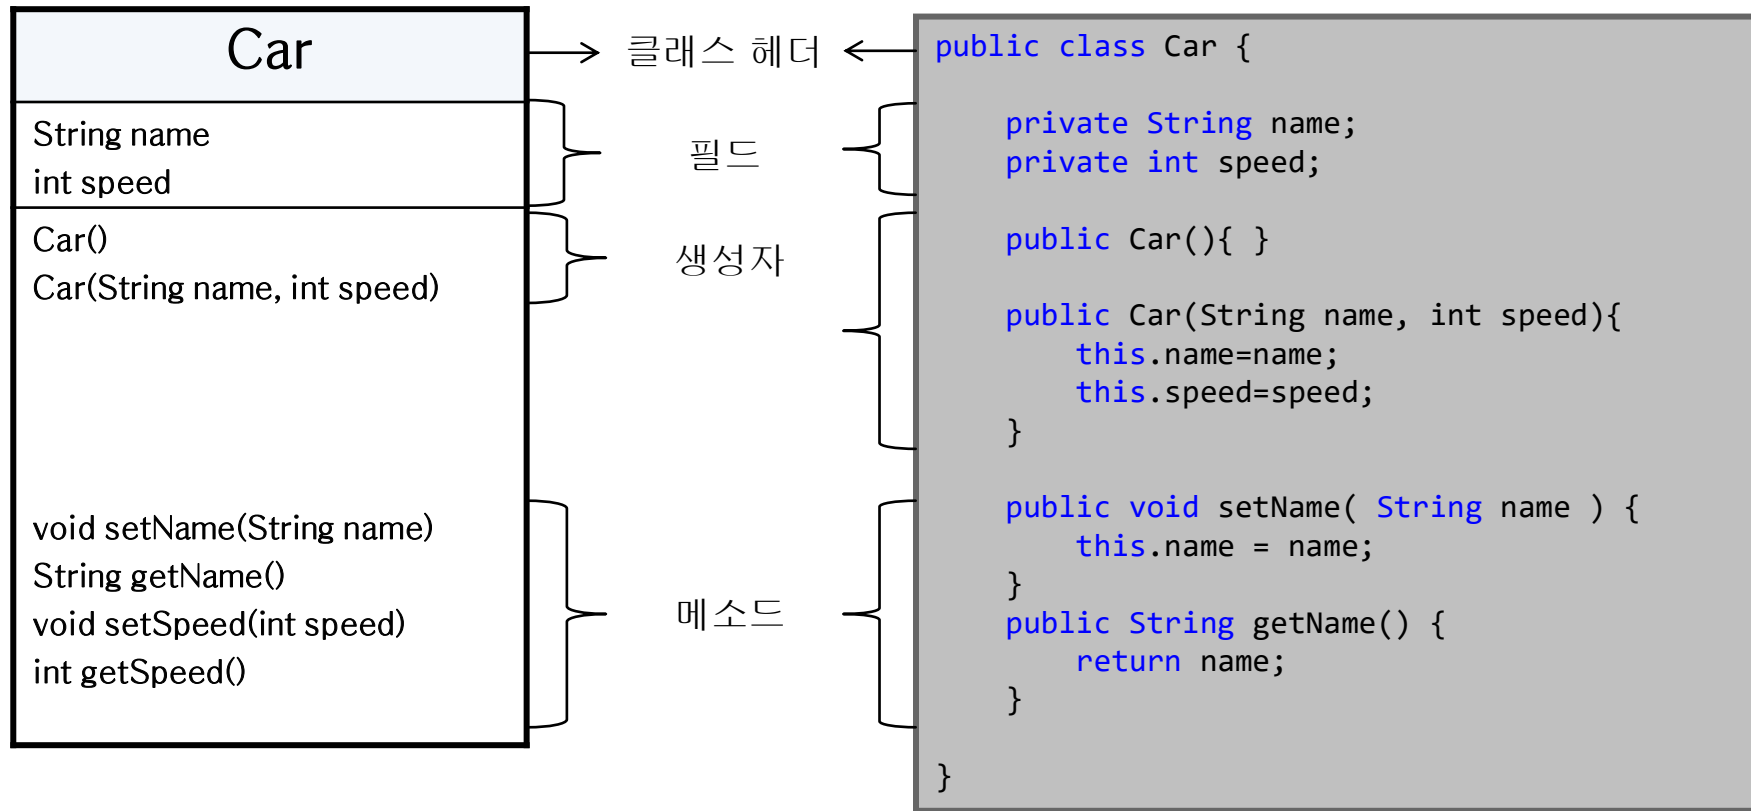 Car
String name
int speed
Car()
Car(String name, int speed)
void setName(String name)
String getName()
void setSpeed(int speed)
int getSpeed()
클래스 헤더
필드
생성자
메소드
public class Car {
private String name;
private int speed;
public Car(){ }
public Car(String name, int speed){
this.name=name;
this.speed=speed;
}
public void setName( String name ) {
this.name = name;
}
public String getName() {
return name;
}
}